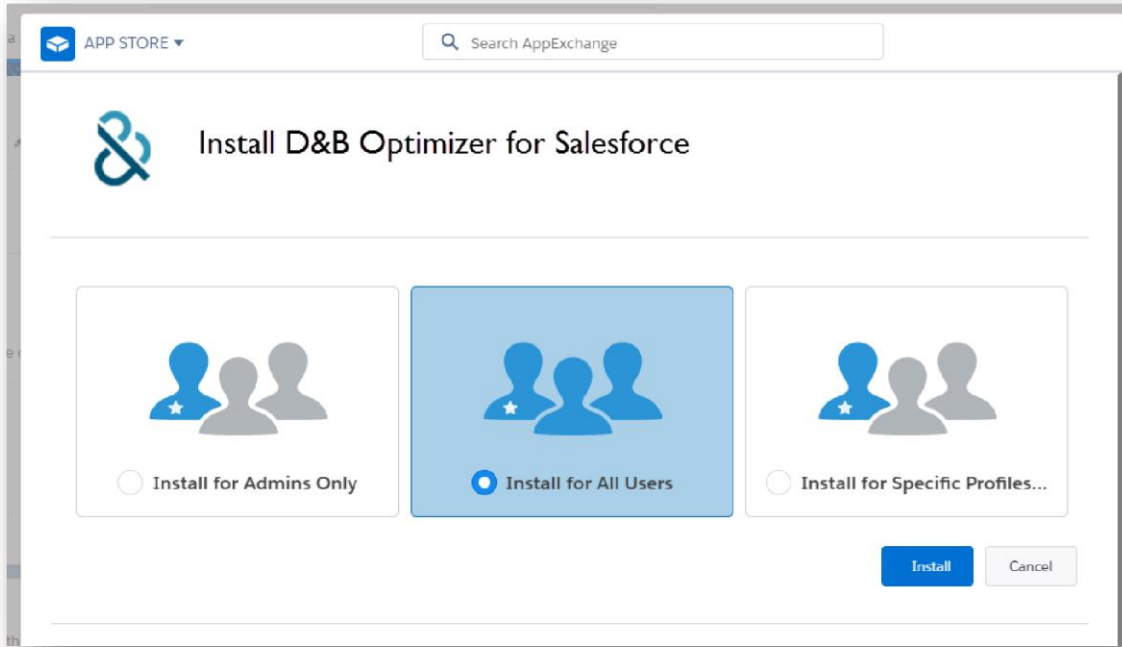 APP STORE
Search AppExchange
Install D&B Optimizer for Salesforce
Install for Admins Only
Install for All Users
Install for Specific Profiles...
Install
Cancel